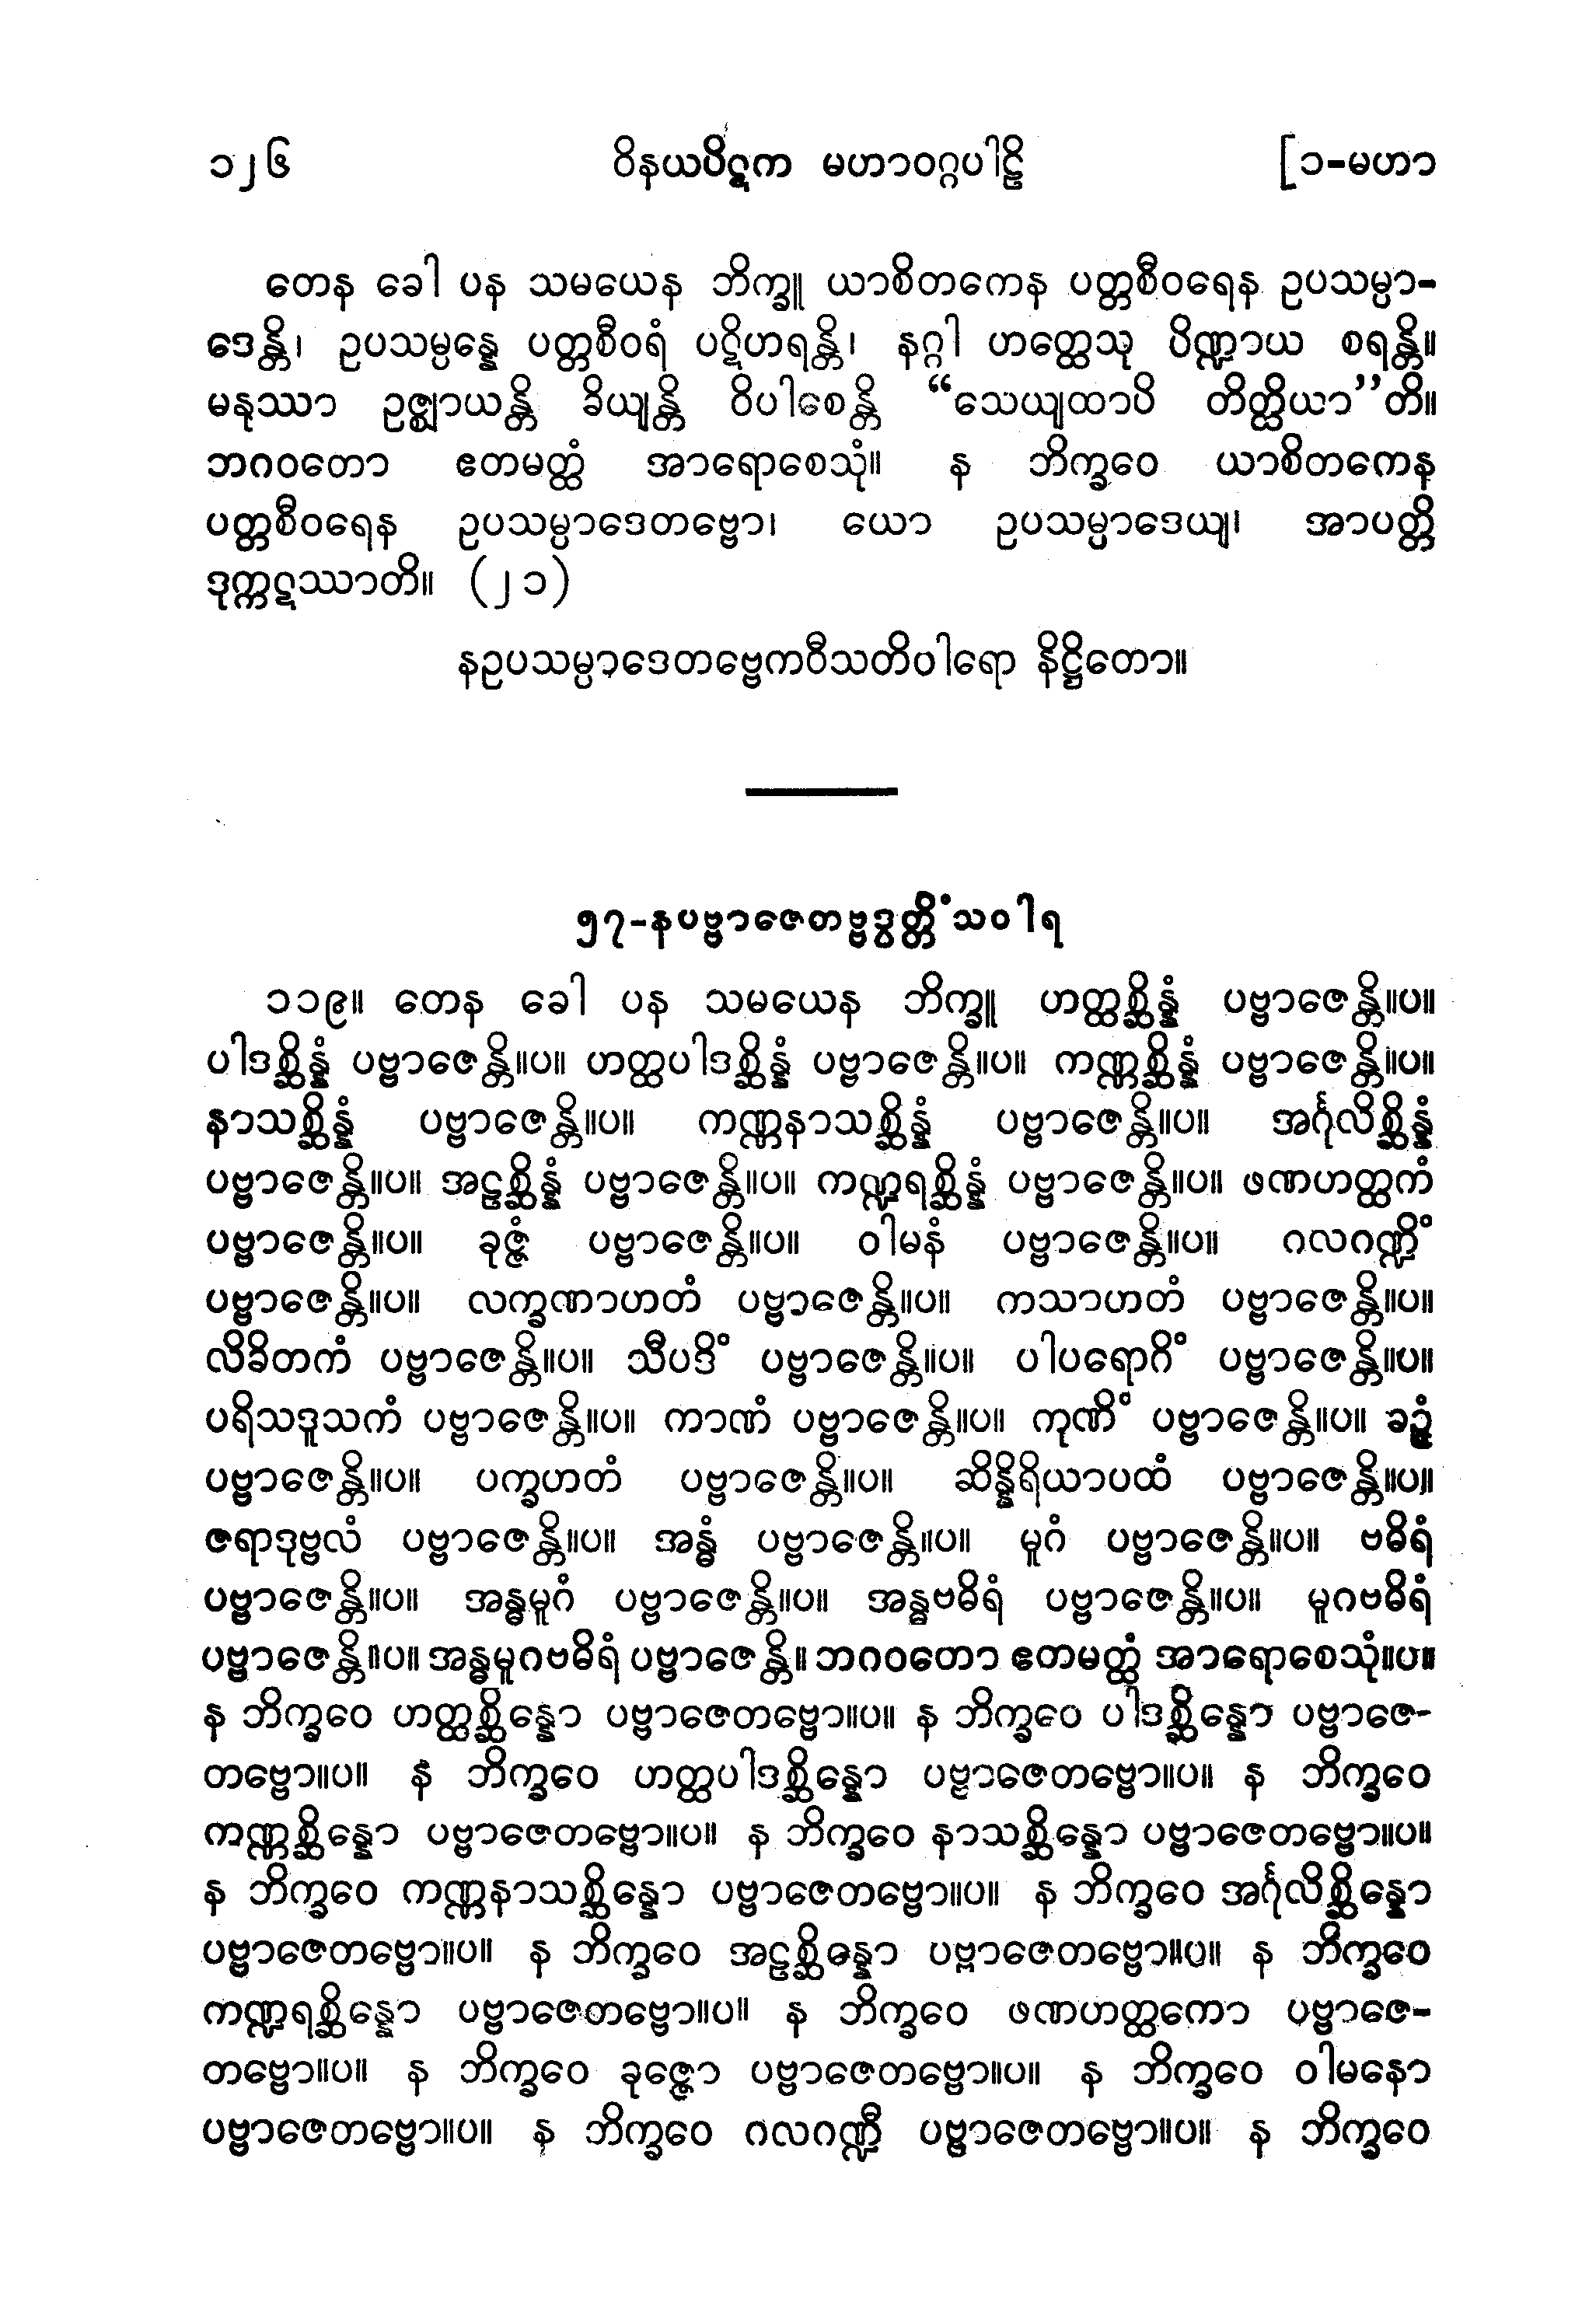 ၁၂၆ ဝိနယပိဋက မဟာဝဂ္ဂပါဠိ [၁-မဟာ
တေန ခေါ ပန သမယေန ဘိက္ခူ ယာစိတကေန ပတ္တစီဝရေန ဥပသမ္ပာ-
ဒေန္တိ၊ ဥပသမ္ပန္နေ ပတ္တစီဝရံ ပဋိဟရန္တိ၊ နဂ္ဂါ ဟတ္ထေသု ပိဏ္ဍာယ စရန္တိ။
မနုဿာ ဥဇ္ဈာယန္တိ ခိယျန္တိ ဝိပါစေန္တိ “သေယျထာပိ တိတ္ထိယာ”တိ။
ဘဂဝတော ဧတမတ္ထံ အာရောစေသုံ။ န ဘိက္ခဝေ ယာစိတကေန
ပတ္တစီဝရေန ဥပသမ္ပာဒေတဗ္ဗော၊ ယော ဥပသမ္ပာဒေယျ၊ အာပတ္တိ
ဒုက္ကဋဿာတိ။ (၂၁)
နဥပသမ္ပာဒေတဗ္ဗေကဝီသတိဝါရော နိဋ္ဌိတော။
၅၇-နပဗ္ဗာဇေတဗ္ဗဒွတ္တိံသဝါရ
၁၁၉။ တေန ခေါ ပန သမယေန ဘိက္ခူ ဟတ္ထစ္ဆိန္နံ ပဗ္ဗာဇေန္တိ။ပ။
ပါဒစ္ဆိန္နံ ပဗ္ဗာဇေန္တိ။ပ။ ဟတ္ထပါဒစ္ဆိန္နံ ပဗ္ဗာဇေန္တိ။ပ။ ကဏ္ဏစ္ဆိန္နံ ပဗ္ဗာဇေန္တိ။ပ။
နာသစ္ဆိန္နံ ပဗ္ဗာဇေန္တိ။ပ။ ကဏ္ဏနာသစ္ဆိန္နံ ပဗ္ဗာဇေန္တိ။ပ။ အင်္ဂုလိစ္ဆိန္နံ
ပဗ္ဗာဇေန္တိ။ပ။ အဠစ္ဆိန္နံ ပဗ္ဗာဇေန္တိ။ပ။ ကဏ္ဍရစ္ဆိန္နံ ပဗ္ဗာဇေန္တိ။ပ။ ဖဏဟတ္ထကံ
ပဗ္ဗာဇေန္တိ။ပ။ ခုဇ္ဇံ ပဗ္ဗာဇေန္တိ။ပ။ ဝါမနံ ပဗ္ဗာဇေန္တိ။ပ။ ဂလဂဏ္ဍိံ
ပဗ္ဗာဇေန္တိ။ပ။ လက္ခဏာဟတံ ပဗ္ဗာဇေန္တိ။ပ။ ကသာဟတံ ပဗ္ဗာဇေန္တိ။ပ။
လိခိတကံ ပဗ္ဗာဇေန္တိ။ပ။ သီပဒိံ ပဗ္ဗာဇေန္တိ။ပ။ ပါပရောဂိံ ပဗ္ဗာဇေန္တိ။ပ။
ပရိသဒူသကံ ပဗ္ဗာဇေန္တိ။ပ။ ကာဏံ ပဗ္ဗာဇေန္တိ။ပ။ ကုဏိံ ပဗ္ဗာဇေန္တိ။ပ။ ခဉ္ဇံ
ပဗ္ဗာဇေန္တိ။ပ။ ပက္ခဟတံ ပဗ္ဗာဇေန္တိ။ပ။ ဆိန္နိရိယာပထံ ပဗ္ဗာဇေန္တိ။ပ။
ဇရာဒုဗ္ဗလံ ပဗ္ဗာဇေန္တိ။ပ။ အန္ဓံ ပဗ္ဗာဇေန္တိ။ပ။ မူဂံ ပဗ္ဗာဇေန္တိ။ပ။ ဗဓိရံ
ပဗ္ဗာဇေန္တိ။ပ။ အန္ဓမူဂံ ပဗ္ဗာဇေန္တိ။ပ။ အန္ဓဗဓိရံ ပဗ္ဗာဇေန္တိ။ပ။ မူဂဗဓိရံ
ပဗ္ဗာဇေန္တိ။ပ။ အန္ဓမူဂဗဓိရံ ပဗ္ဗာဇေန္တိ။ ဘဂဝတော ဧတမတ္ထံ အာရောစေသုံ။ပ။
န ဘိက္ခဝေ ဟတ္ထစ္ဆိန္နော ပဗ္ဗာဇေတဗ္ဗော။ပ။ န ဘိက္ခဝေ ပါဒစ္ဆိန္နော ပဗ္ဗာဇေ-
တဗ္ဗော။ပ။ န ဘိက္ခဝေ ဟတ္ထပါဒစ္ဆိန္နော ပဗ္ဗာဇေတဗ္ဗော။ပ။ န ဘိက္ခဝေ
ကဏ္ဏစ္ဆိန္နော ပဗ္ဗာဇေတဗ္ဗော။ပ။ န ဘိက္ခဝေ နာသစ္ဆိန္နော ပဗ္ဗာဇေတဗ္ဗော။ပ။
န ဘိက္ခဝေ ကဏ္ဏနာသစ္ဆိန္နော ပဗ္ဗာဇေတဗ္ဗော။ပ။ န ဘိက္ခဝေ အင်္ဂုလိစ္ဆိန္နော
ပဗ္ဗာဇေတဗ္ဗော။ပ။ န ဘိက္ခဝေ အဠစ္ဆိန္နော ပဗ္ဗာဇေတဗ္ဗော။ပ။ န ဘိက္ခဝေ
ကဏ္ဍရစ္ဆိန္နော ပဗ္ဗာဇေတဗ္ဗော။ပ။ န ဘိက္ခဝေ ဖဏဟတ္ထကော ပဗ္ဗာဇေ-
တဗ္ဗော။ပ။ န ဘိက္ခဝေ ခုဇ္ဇော ပဗ္ဗာဇေတဗ္ဗော။ပ။ န ဘိက္ခဝေ ဝါမနော
ပဗ္ဗာဇေတဗ္ဗော။ပ။ န ဘိက္ခဝေ ဂလဂဏ္ဍီ ပဗ္ဗာဇေတဗ္ဗော။ပ။ န ဘိက္ခဝေ